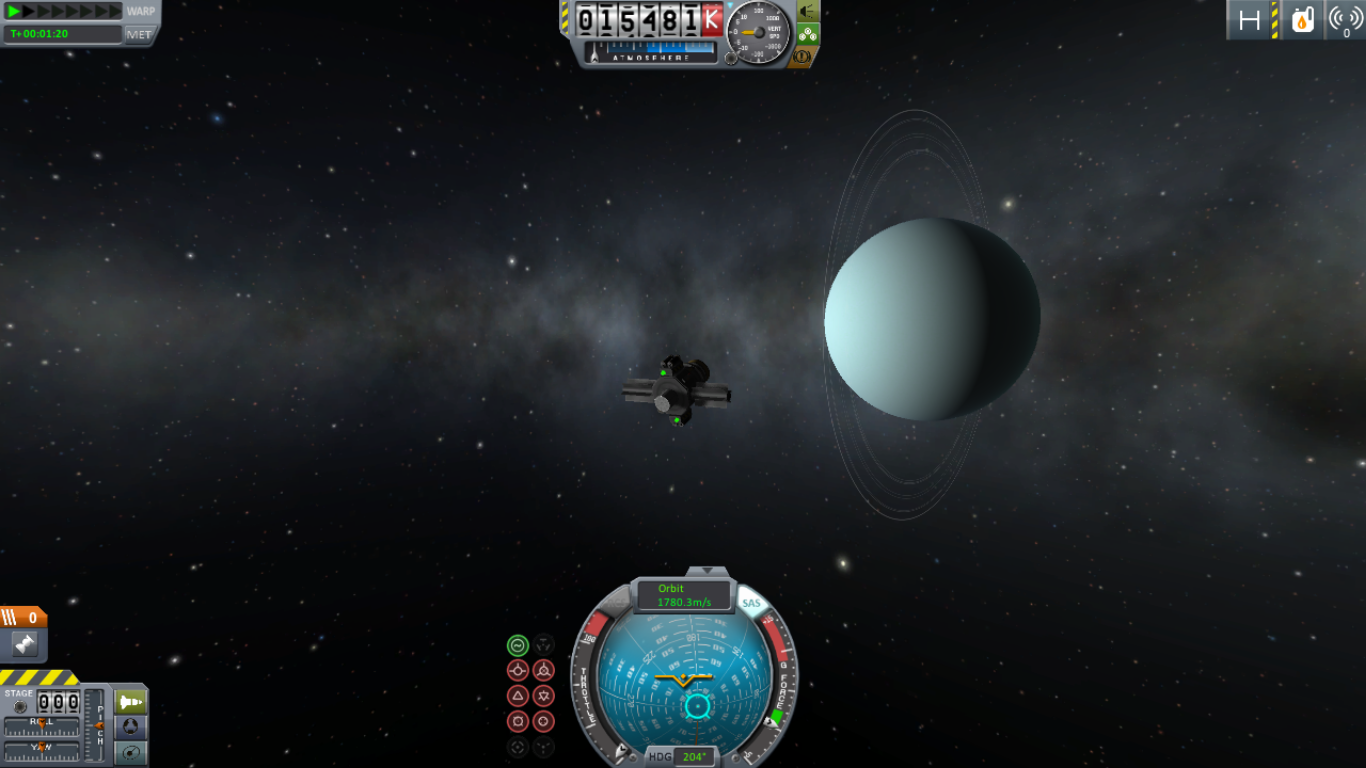 WARP
T+00:01:20
MET
015481K
VERT
SPD
ATMOSPHERE
0
0
STAGE
000
ROLL
YAW
PITCH
Orbit
1780.3m/s
SAS
THROTTLE
G FORCE
HDG 204°